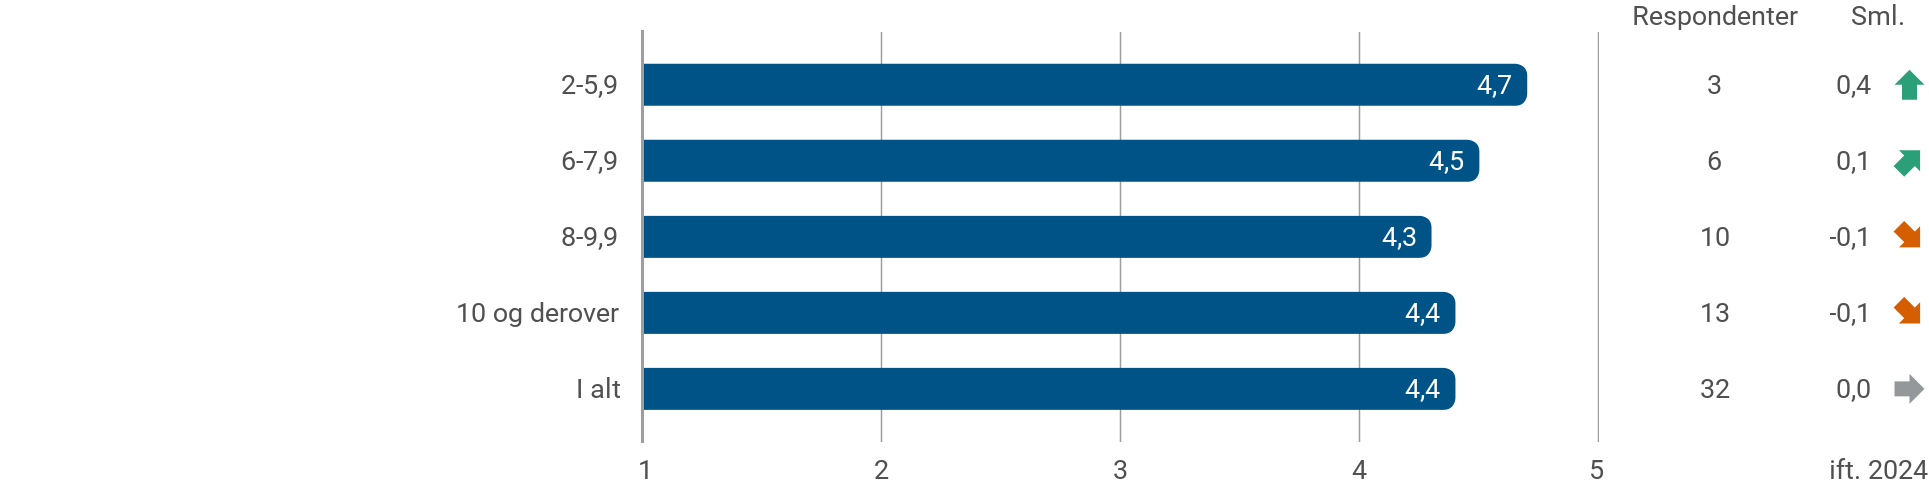 Respondenter Sml.
2-5,9 4,7 3 0,4
6-7,9 4,5 6 0,1
8-9,9 4,3 10 -0,1
10 og derover 4,4 13 -0,1
I alt 4,4 32 0,0
1 2 3 4 5 ift. 2024